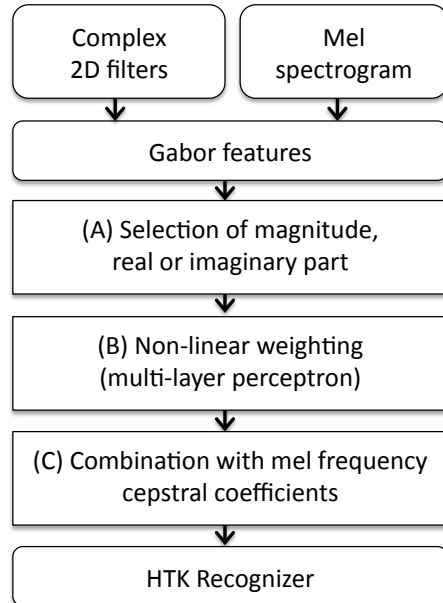 Complex
2D filters
Mel
spectrogram
Gabor features
(A) Selection of magnitude,
real or imaginary part
(B) Non-linear weighting
(multi-layer perceptron)
(C) Combination with mel frequency
cepstral coefficients
HTK Recognizer